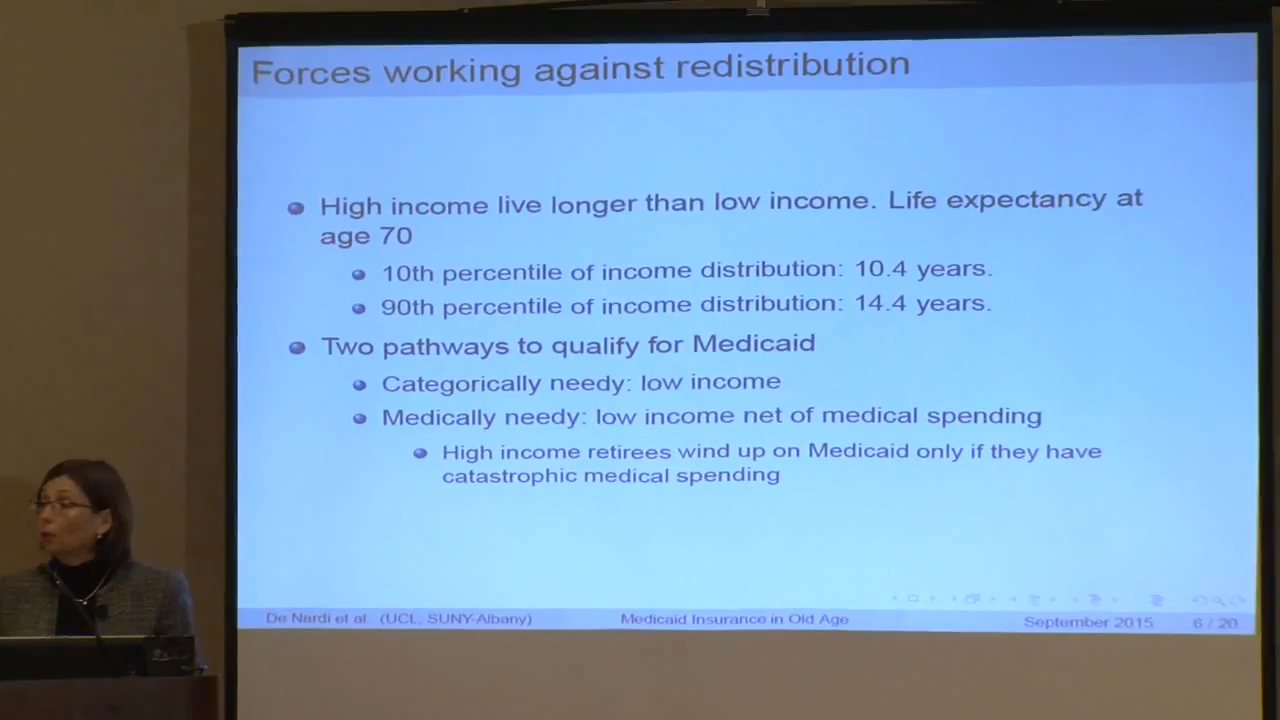 Forces working against redistribution
High income live longer than low income. Life expectancy at
age 70
10th percentile of income distribution: 10.4 years.
90th percentile of income distribution: 14.4 years.
Two pathways to qualify for Medicaid
Categorically needy: low income
Medically needy: low income net of medical spending
High income retirees wind up on Medicaid only if they have
catastrophic medical spending
De Nardi et al. (UCL, SUNY-Albany) Medicaid Insurance in Old Age September 2015 6 / 20